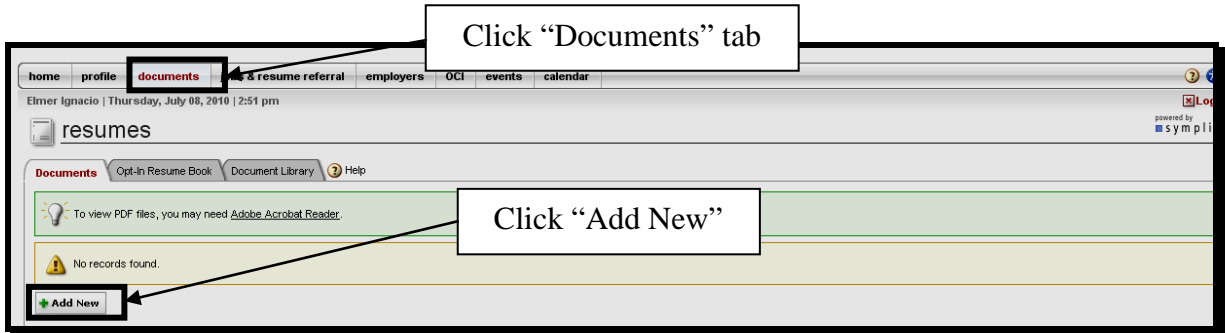 Click “Documents” tab
home profile documents & resume referral employers OCI events calendar
Elmer Ignacio | Thursday, July 08, 2010 | 2:51 pm
resumes
powered by
Documents Opt-In Resume Book Document Library Help
To view PDF files, you may need Adobe Acrobat Reader.
Click “Add New”
No records found.
Add New